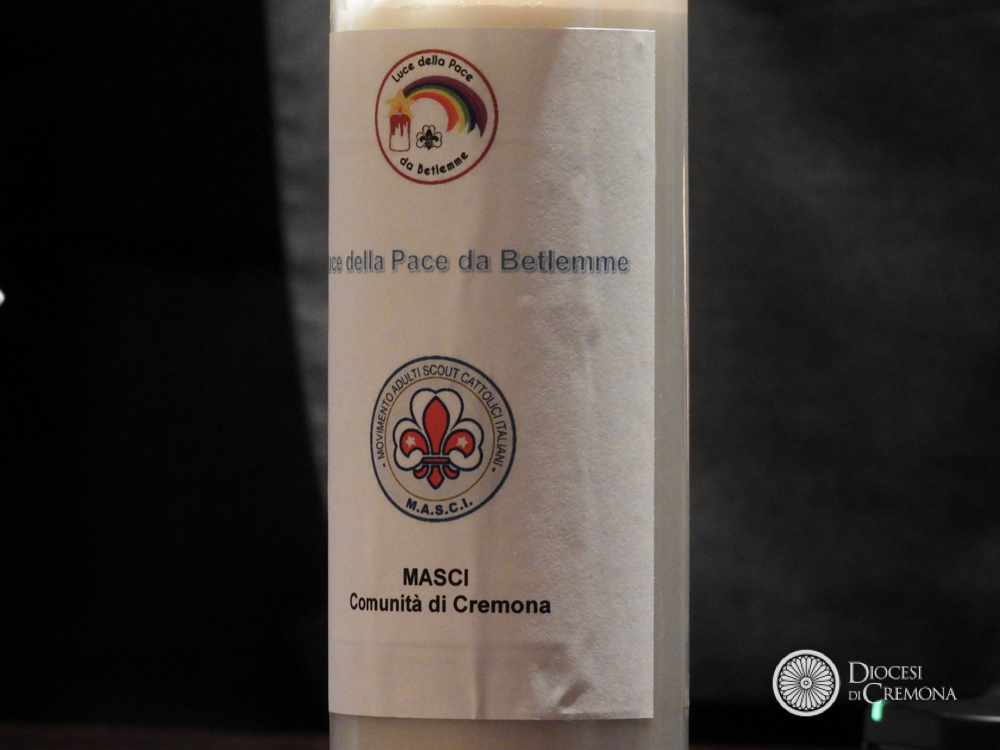 Luce della Pace
da Betlemme
uce della Pace da Betlemme
• MOVIMENTO ADULTI SCOUT CATTOLICI ITALIANI •
M.A.S.C.I.
MASCI
Comunità di Cremona
DIOCESI
DI CREMONA